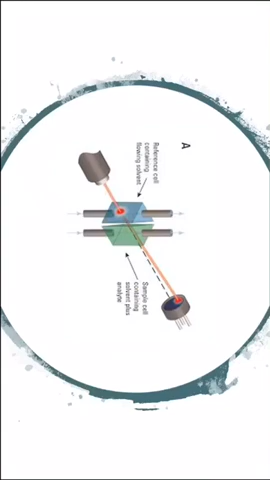 A
Reference cell
containing
flowing solvent
Sample cell
containing
solvent plus
analyte